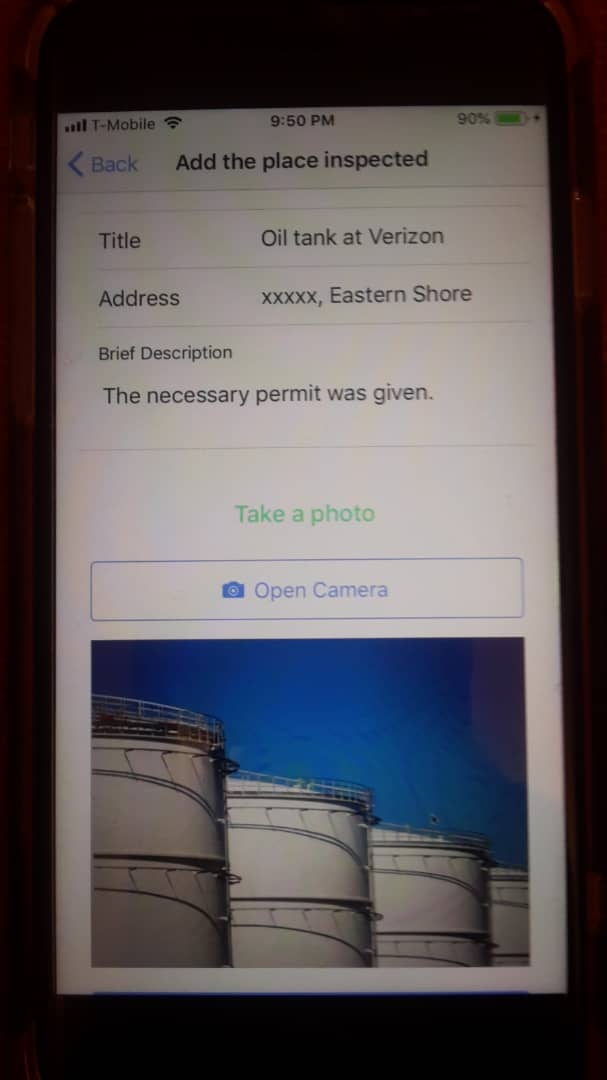 T-Mobile
9:50 PM
90%
Back
Add the place inspected
Title
Oil tank at Verizon
Address
xxxxx, Eastern Shore
Brief Description
The necessary permit was given.
Take a photo
Open Camera